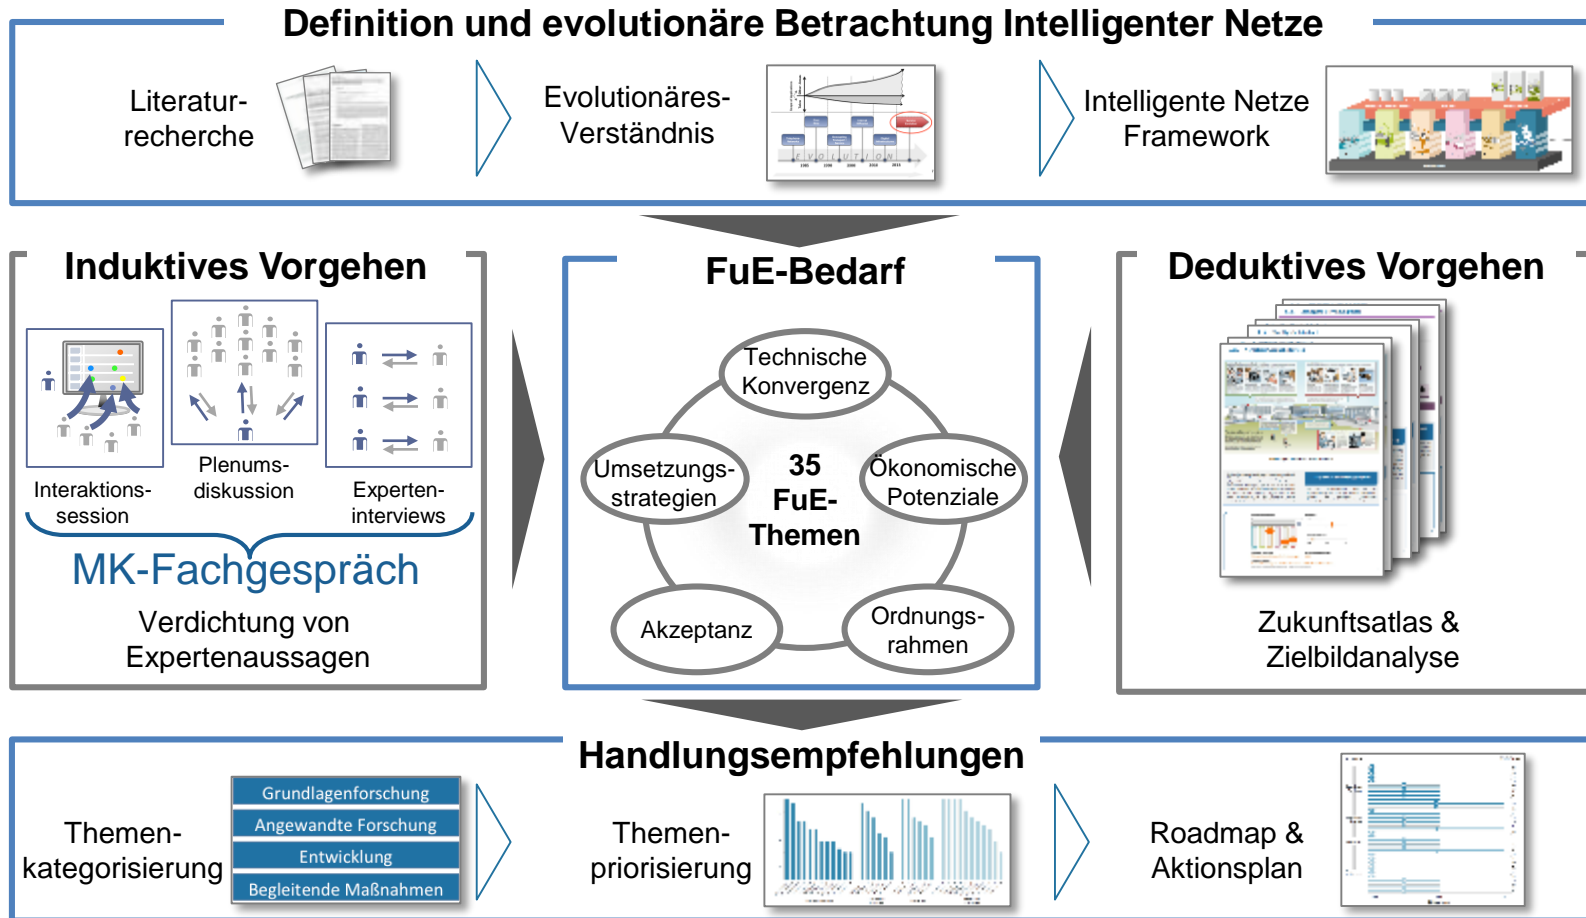 Definition und evolutionäre Betrachtung Intelligenter Netze
Literatur-
recherche
Evolutionäres-
Verständnis
EVOLUTION
Intelligente Netze
Framework
Induktives Vorgehen
Interaktions-
session
Plenums-
diskussion
Experten-
interviews
MK-Fachgespräch
Verdichtung von
Expertenaussagen
FuE-Bedarf
Technische
Konvergenz
Umsetzungs-
strategien
35
FuE-
Themen
Ökonomische
Potenziale
Akzeptanz
Ordnungs-
rahmen
Deduktives Vorgehen
Zukunftsatlas &
Zielbildanalyse
Handlungsempfehlungen
Themen-
kategorisierung
Grundlagenforschung
Angewandte Forschung
Entwicklung
Begleitende Maßnahmen
Themen-
priorisierung
Roadmap &
Aktionsplan